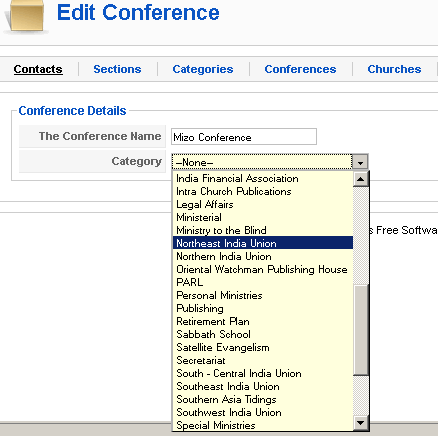 Edit Conference
Contacts Sections Categories Conferences Churches
Conference Details
The Conference Name Mizo Conference
Category --None--
India Financial Association
Intra Church Publications
Legal Affairs
Ministerial
Ministry to the Blind
s Free Softwa
Northeast India Union
Northern India Union
Oriental Watchman Publishing House
PARL
Personal Ministries
Publishing
Retirement Plan
Sabbath School
Satellite Evangelism
Secretariat
South - Central India Union
Southeast India Union
Southern Asia Tidings
Southwest India Union
Special Ministries